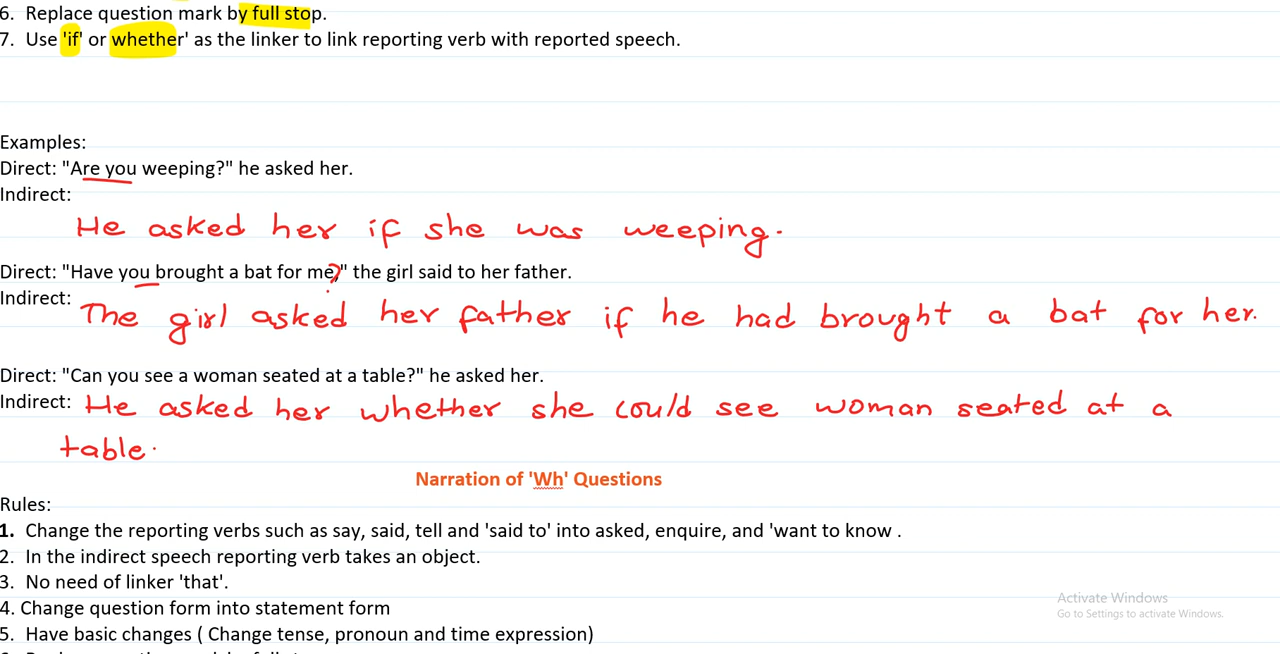 6. Replace question mark by full stop.
7. Use 'if' or whether' as the linker to link reporting verb with reported speech.
Examples:
Direct: "Are you weeping?" he asked her.
Indirect:
He asked her if she was weeping.
Direct: "Have you brought a bat for me?" the girl said to her father.
Indirect:
The girl asked her father if he had brought a bat for her.
Direct: "Can you see a woman seated at a table?" he asked her.
Indirect: He asked her whether she could see woman seated at a
table.
Narration of 'Wh' Questions
Rules:
1. Change the reporting verbs such as say, said, tell and 'said to' into asked, enquire, and 'want to know .
2. In the indirect speech reporting verb takes an object.
3. No need of linker 'that'.
4. Change question form into statement form
5. Have basic changes ( Change tense, pronoun and time expression)
Activate Windows
Go to Settings to activate Windows.